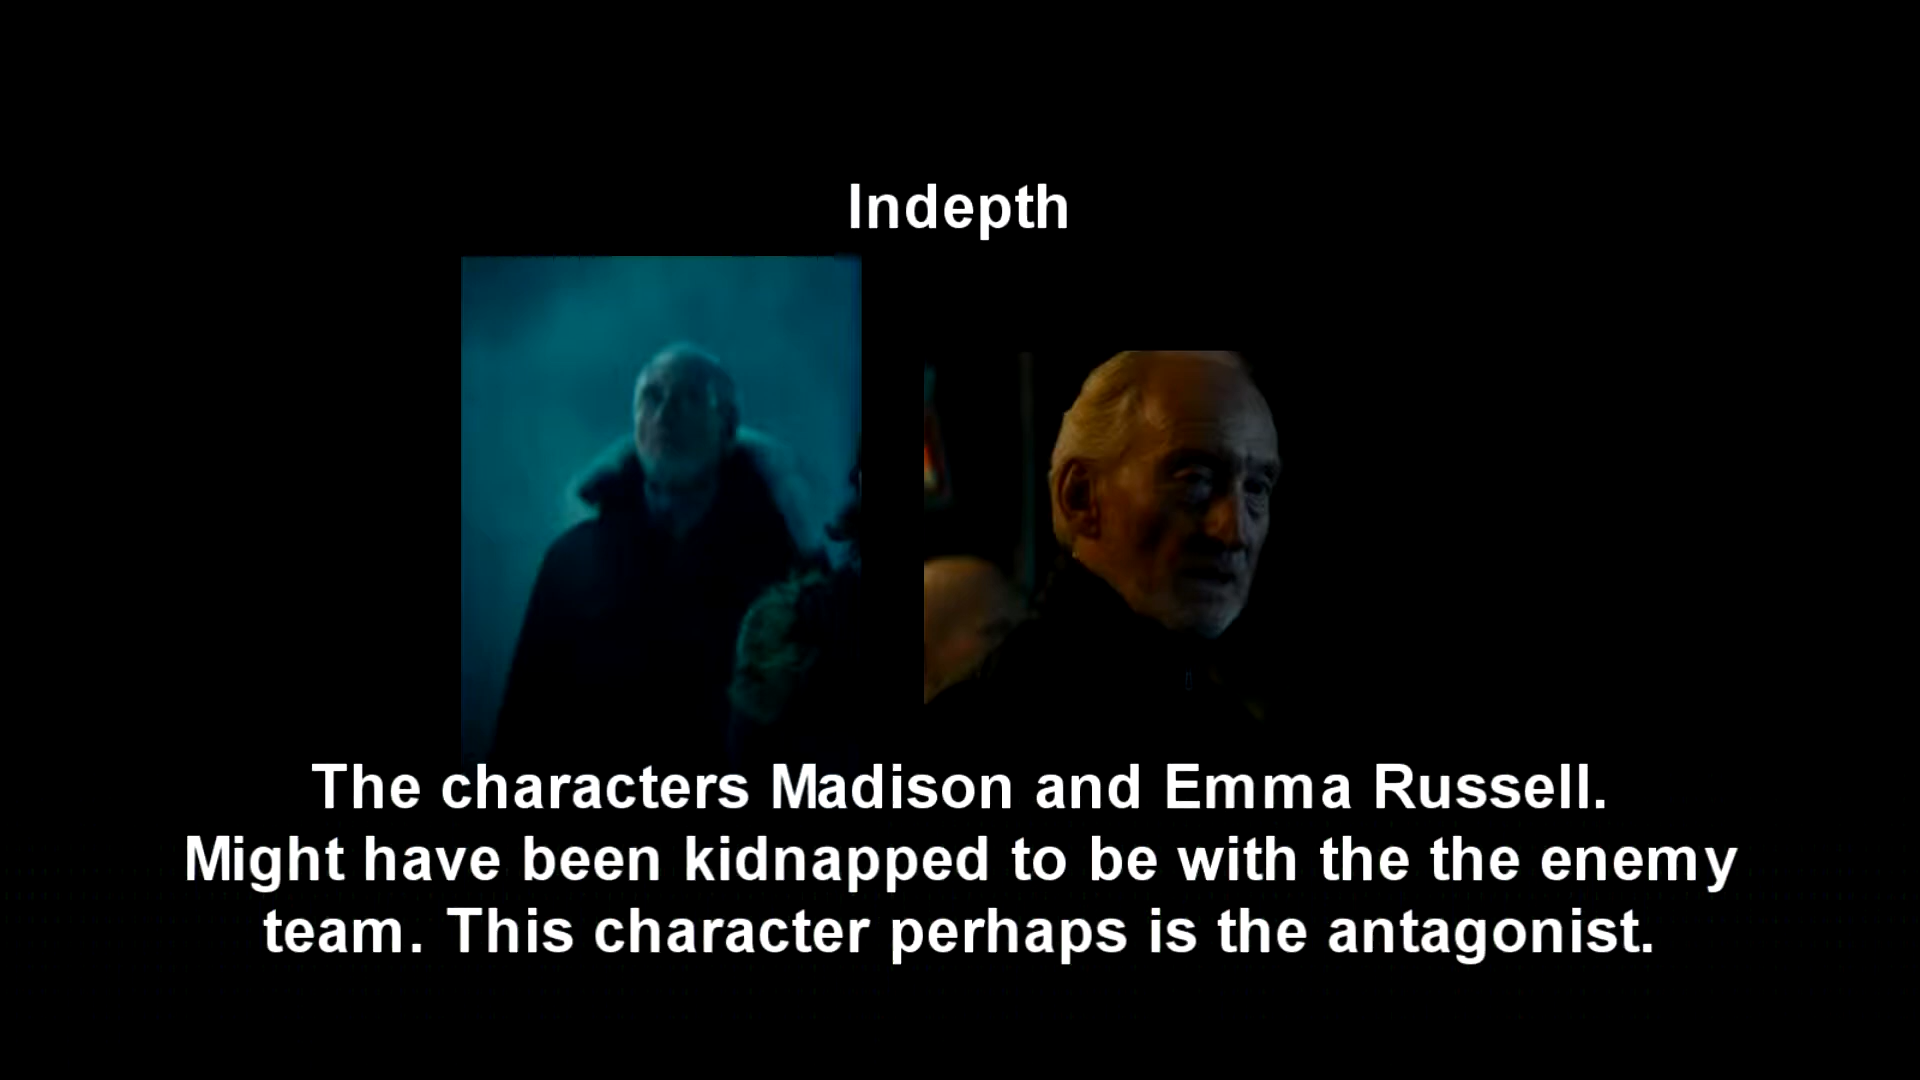 Indepth
The characters Madison and Emma Russell.
Might have been kidnapped to be with the the enemy
team. This character perhaps is the antagonist.